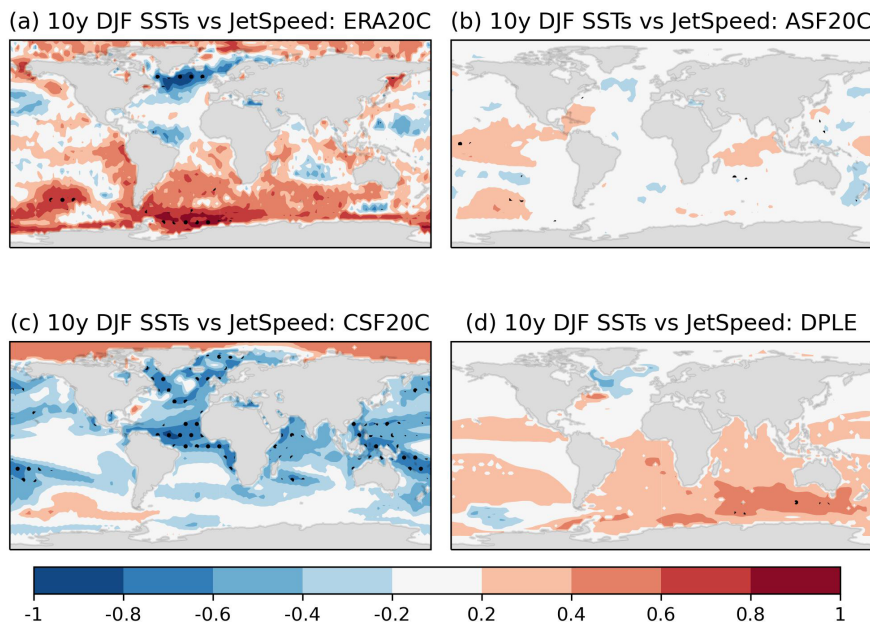 (a) 10y DJF SSTs vs JetSpeed: ERA20C
(b) 10y DJF SSTs vs JetSpeed: ASF20C
(c) 10y DJF SSTs vs JetSpeed: CSF20C
(d) 10y DJF SSTs vs JetSpeed: DPLE
-1 -0.8 -0.6 -0.4 -0.2 0.2 0.4 0.6 0.8 1